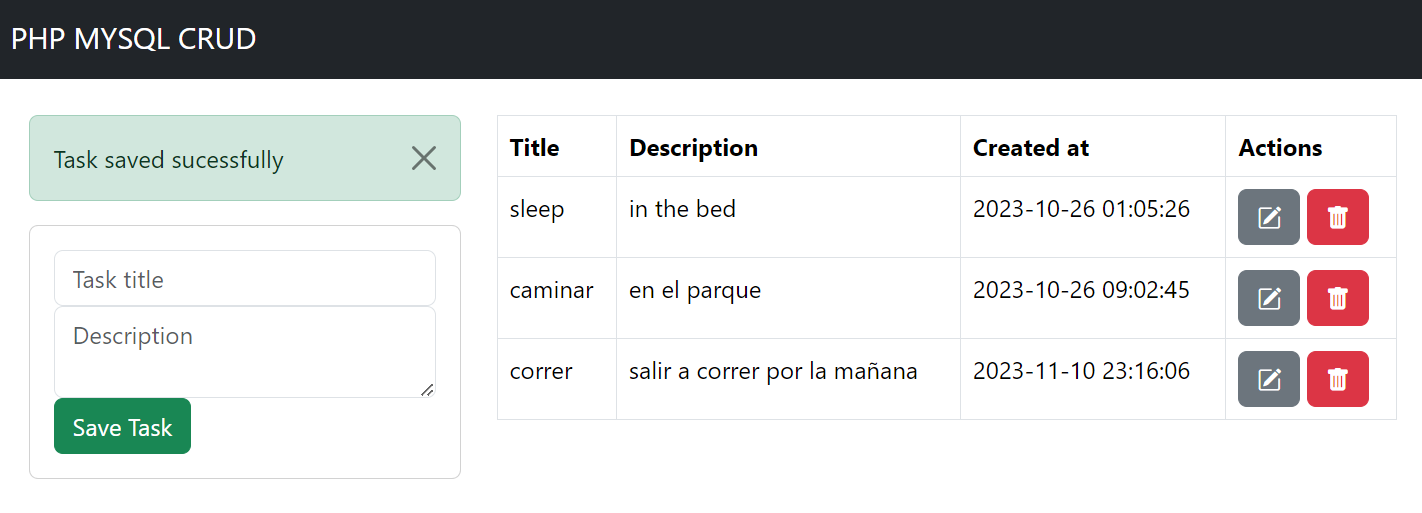 PHP MYSQL CRUD
Task saved sucessfully
Task title
Description
Save Task
Title Description Created at Actions
sleep in the bed 2023-10-26 01:05:26
caminar en el parque 2023-10-26 09:02:45
correr salir a correr por la mañana 2023-11-10 23:16:06